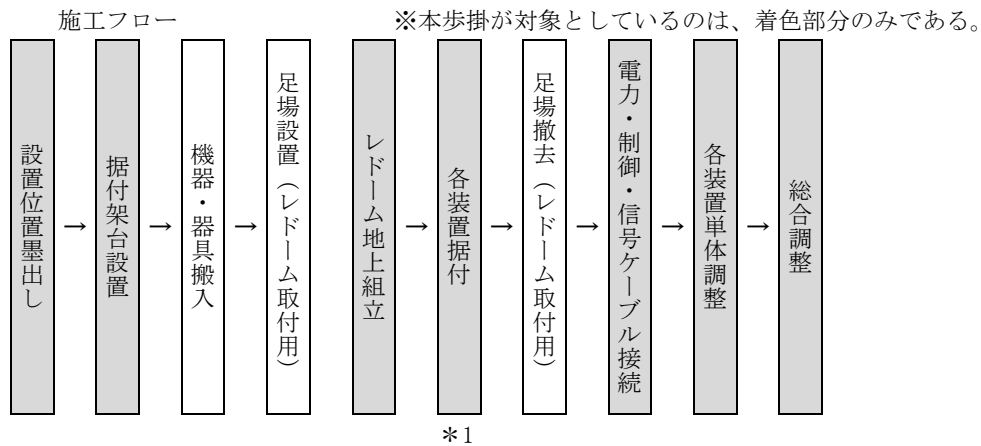 施工フロー
※本歩掛が対象としているのは、着色部分のみである。
設置位置墨出し
→
据付架台設置
→
機器・器具搬入
→
足場設置（レドーム取付用）
レドーム地上組立
→
各装置据付
→
足場撤去（レドーム取付用）
→
電力・制御・信号ケーブル接続
→
各装置単体調整
→
総合調整
＊1